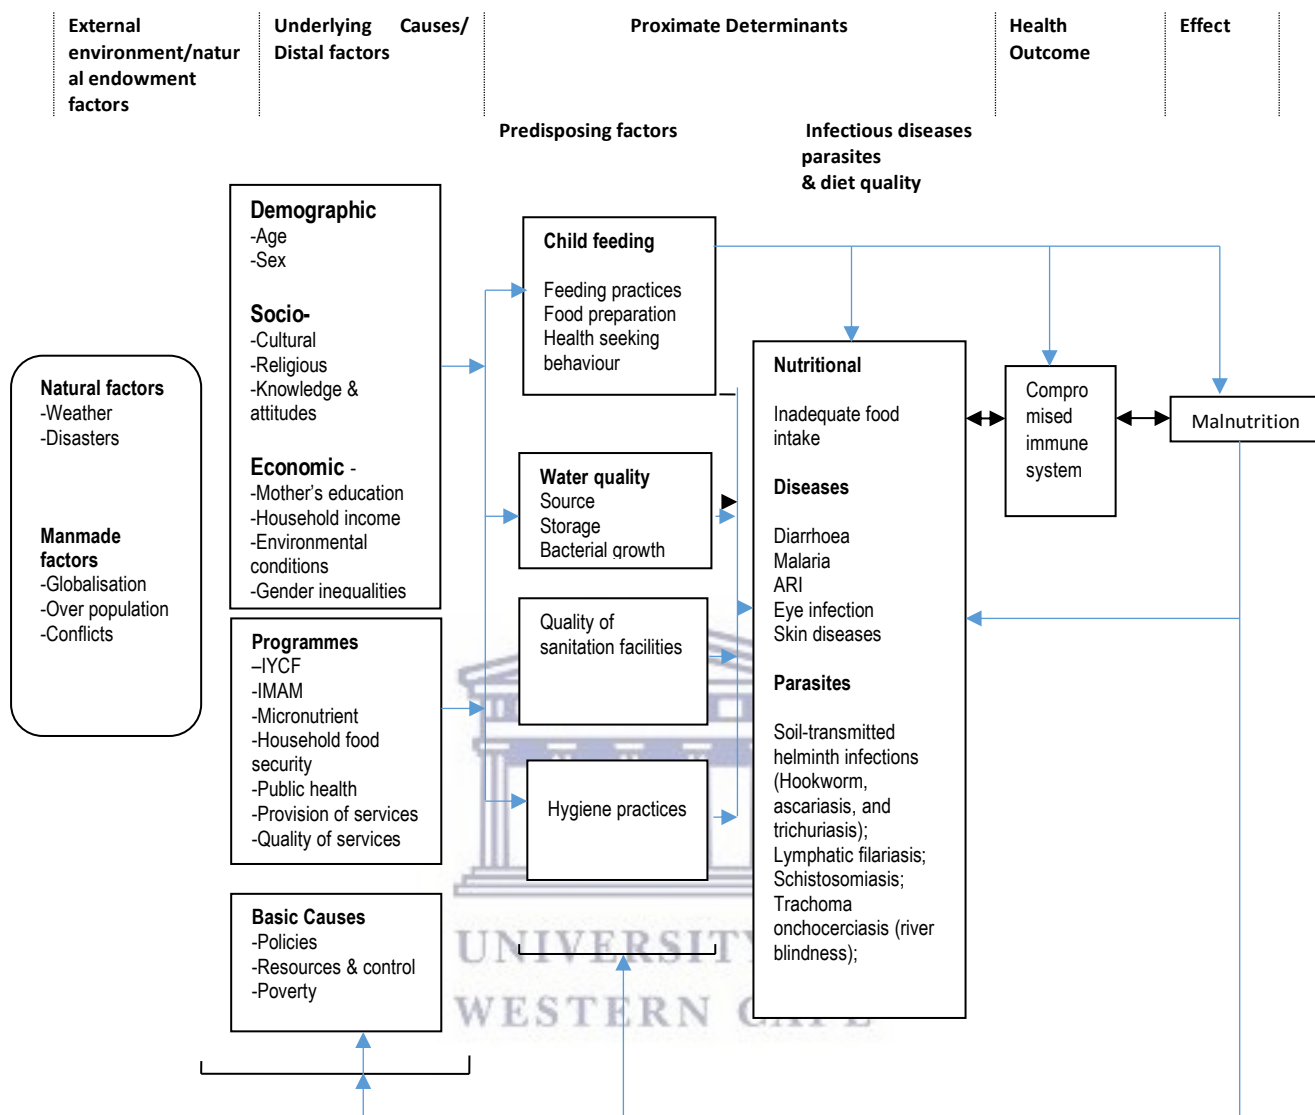 External
environment/natur
al endowment
factors
Underlying Causes/
Distal factors
Proximate Determinants
Health
Outcome
Effect
Predisposing factors
Infectious diseases
parasites
& diet quality
Natural factors
-Weather
-Disasters
Manmade
factors
-Globalisation
-Over population
-Conflicts
Demographic
-Age
-Sex
Socio-
-Cultural
-Religious
-Knowledge &
attitudes
Economic -
-Mother's education
-Household income
-Environmental
conditions
-Gender inequalities
Programmes
–IYCF
-IMAM
-Micronutrient
-Household food
security
-Public health
-Provision of services
-Quality of services
Basic Causes
-Policies
-Resources & control
-Poverty
Child feeding
Feeding practices
Food preparation
Health seeking
behaviour
Water quality
Source
Storage
Bacterial growth
Quality of
sanitation facilities
Hygiene practices
Nutritional
Inadequate food
intake
Diseases
Diarrhoea
Malaria
ARI
Eye infection
Skin diseases
Parasites
Soil-transmitted
helminth infections
(Hookworm,
ascariasis, and
trichuriasis);
Lymphatic filariasis;
Schistosomiasis;
Trachoma
onchocerciasis (river
blindness);
Compro
mised
immune
system
Malnutrition
UNIVERSITY
WESTERN CAPE